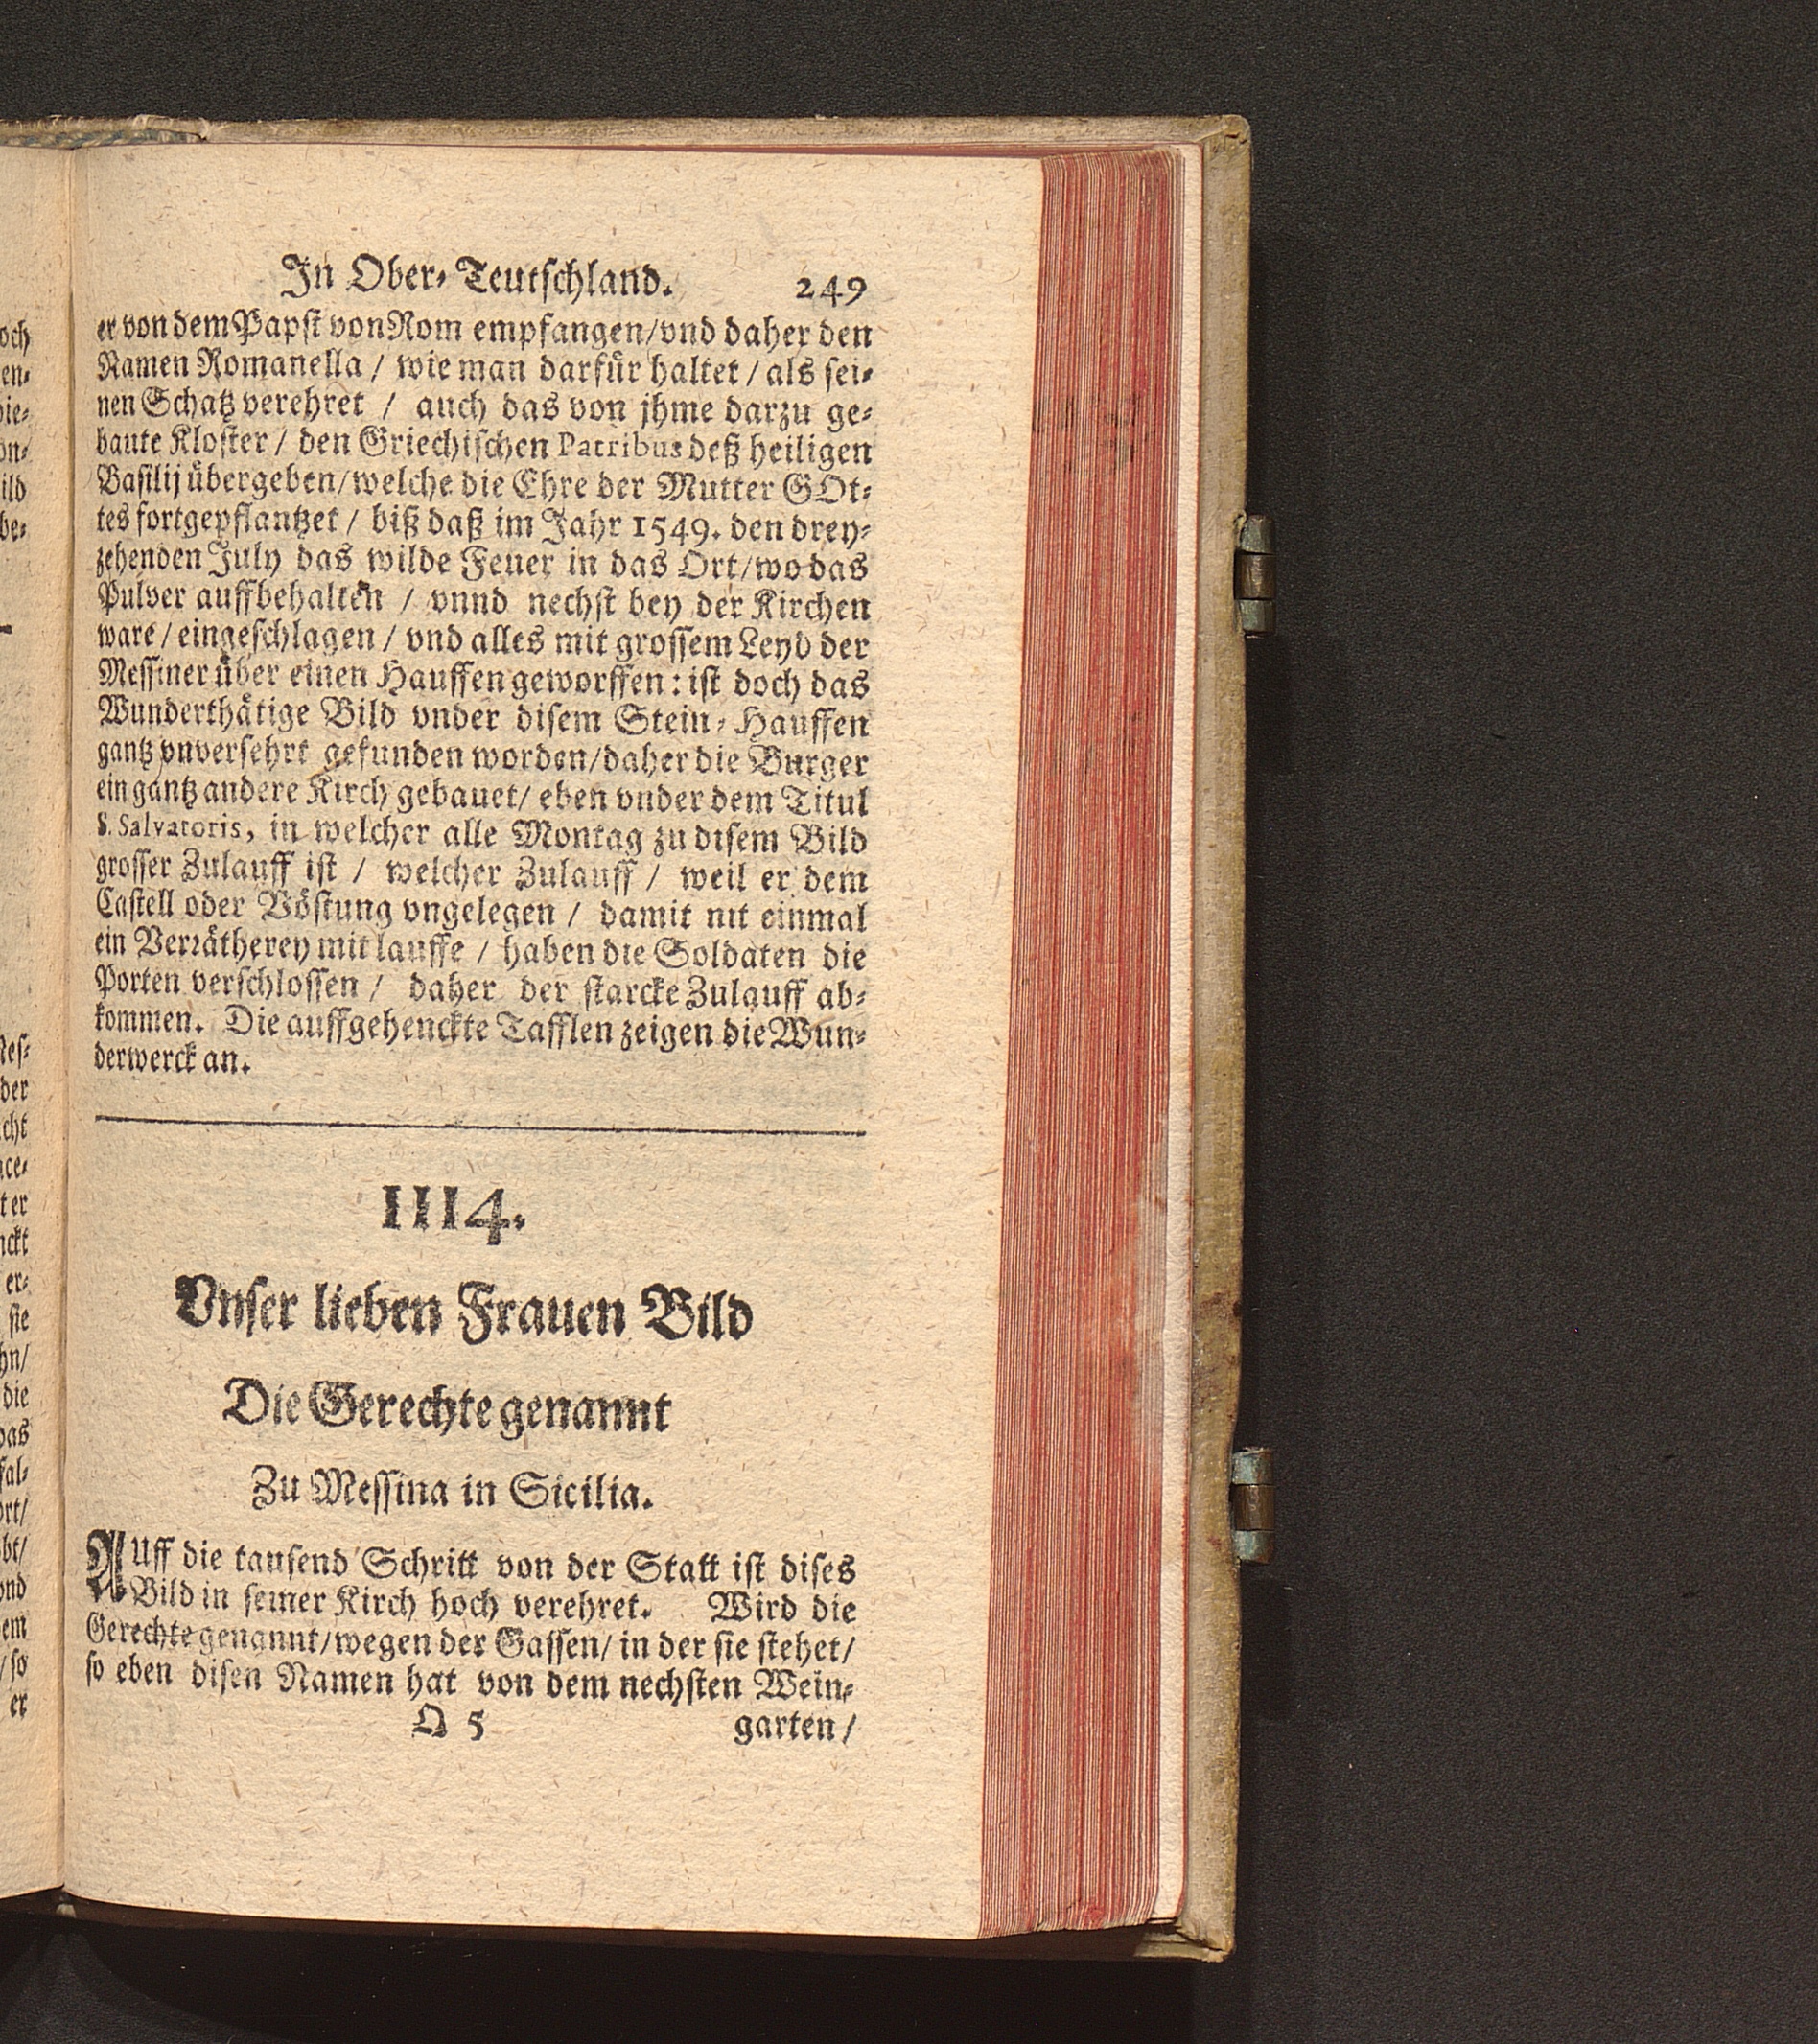 In Ober-Teutschland. 249
er von dem Papst von Rom empfangen/vnd daher den
Namen Romanella / wie man darfür haltet / als sei-
nen Schatz verehret / auch das von jhme darzu ge-
baute Kloster / den Griechischen Patribus deß heiligen
Basilij übergeben/welche die Ehre der Mutter GOt-
tes fortgepflantzet / biß daß im Jahr 1549. den drey-
zehenden July das wilde Feuer in das Ort/wo das
Pulver auffbehalten / vnnd nechst bey der Kirchen
ware/eingeschlagen/ vnd alles mit grossem Leyd der
Messiner über einen Hauffen geworffen: ist doch das
Wunderthätige Bild vnder disem Stein-Hauffen
gantz vnversehrt gefunden worden/daher die Burger
ein gantz andere Kirch gebauet/ eben vnder dem Titul
S. Salvatoris, in welcher alle Montag zu disem Bild
grosser Zulauff ist / welcher Zulauff / weil er dem
Castell oder Vöstung vngelegen / damit nit einmal
ein Verrätherey mit lauffe / haben die Soldaten die
Porten verschlossen / daher der starcke Zulauff ab-
kommen. Die auffgehenckte Tafflen zeigen die Wun-
derwerck an.
1114.
Vnser lieben Frauen Bild
Die Gerechte genannt
Zu Messina in Sicilia.
AUff die tausend Schritt von der Statt ist dises
Bild in seiner Kirch hoch verehret. Wird die
Gerechte genannt/wegen der Gassen/ in der sie stehet/
so eben disen Namen hat von dem nechsten Wein-
Q 5 garten/